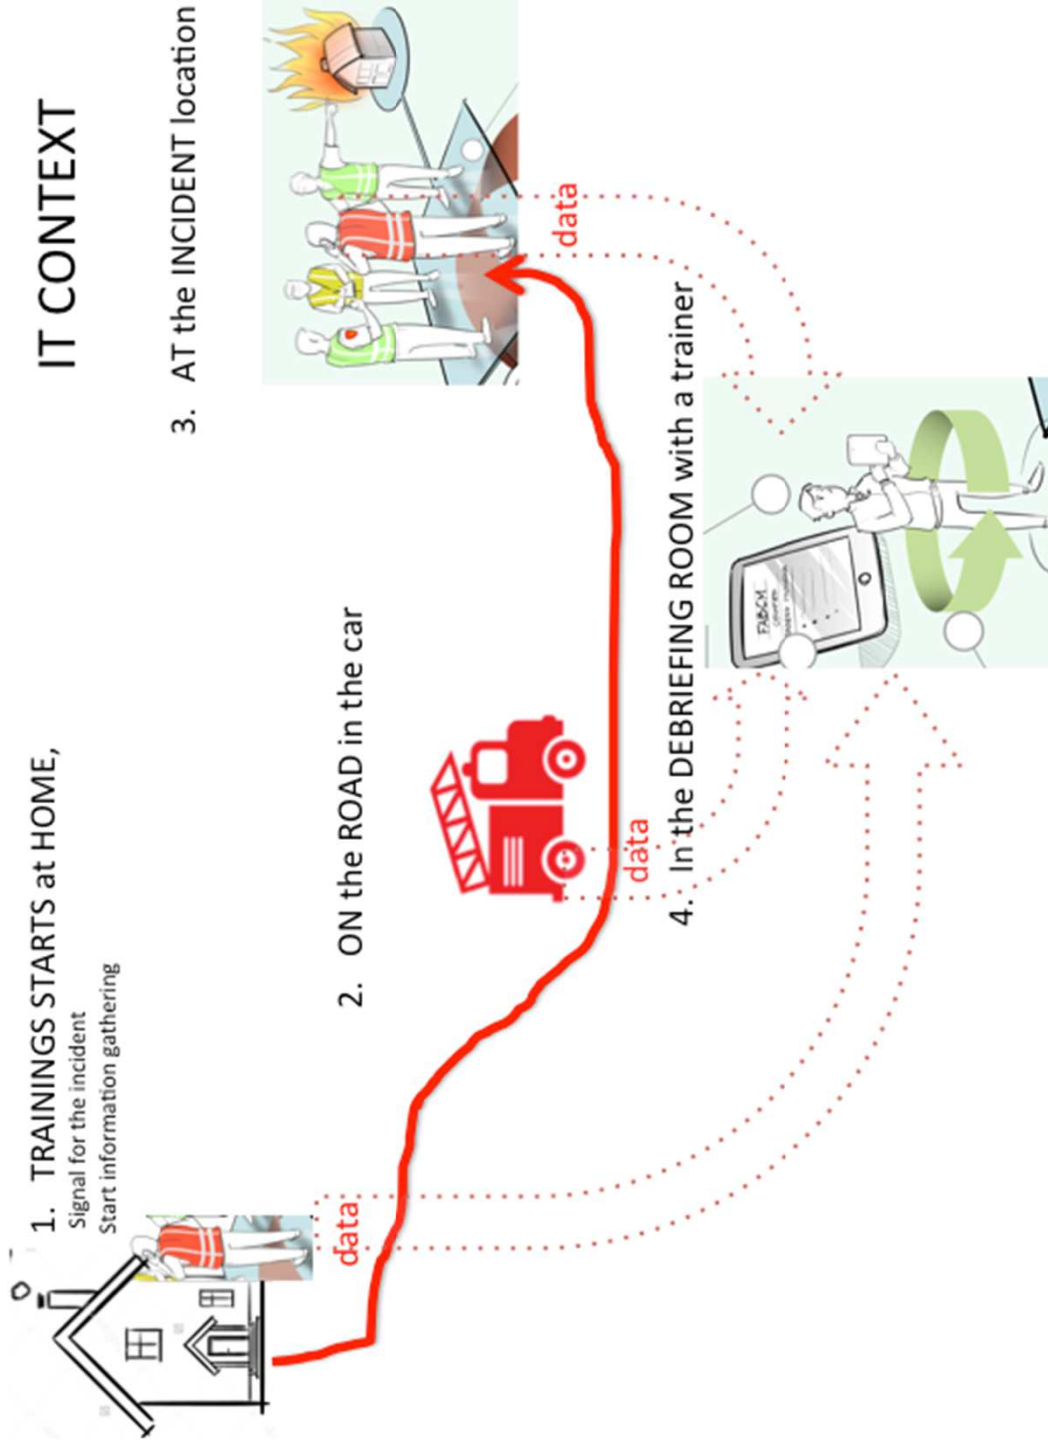 IT CONTEXT
1. TRAININGS STARTS at HOME,
Signal for the incident
Start information gathering
data
2. ON the ROAD in the car
data
3. AT the INCIDENT location
data
4. In the DEBRIEFING ROOM with a trainer